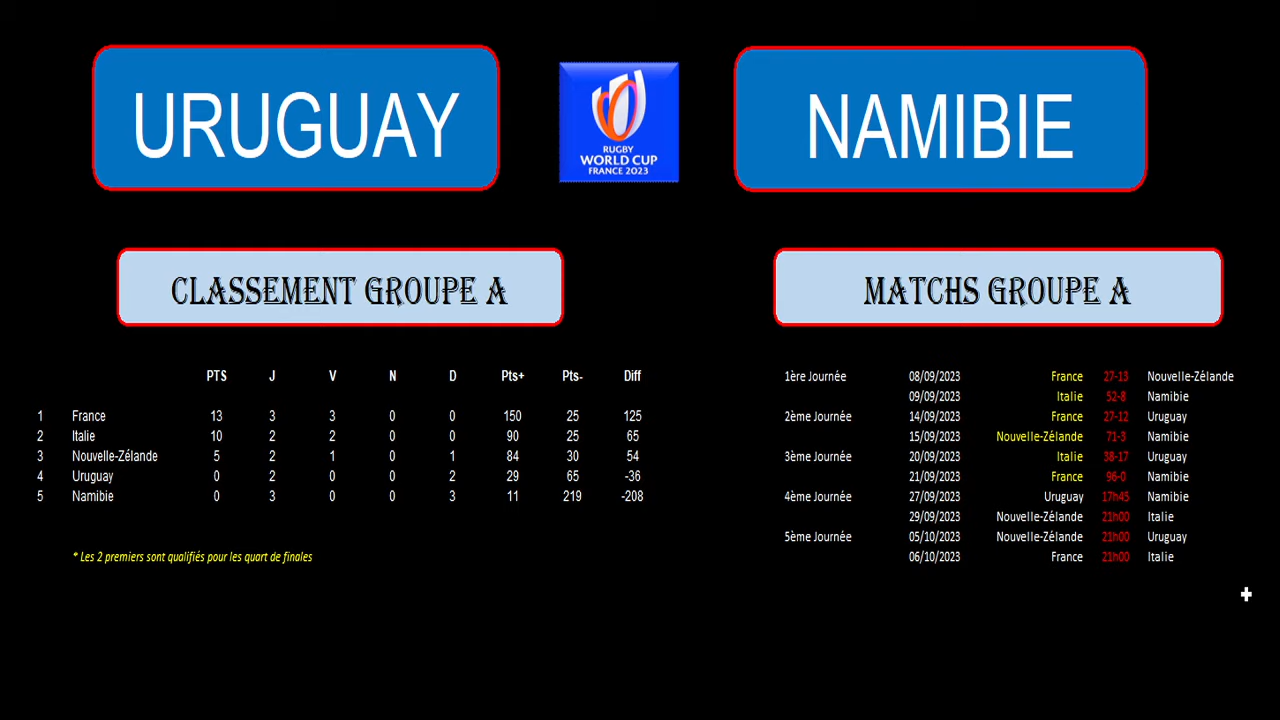 URUGUAY
NAMIBIE
RUGBY
WORLD CUP
FRANCE 2023
CLASSEMENT GROUPE A
PTS J V N D Pts+ Pts- Diff
1 France 13 3 3 0 0 150 25 125
2 Italie 10 2 2 0 0 90 25 65
3 Nouvelle-Zélande 5 2 1 0 1 84 30 54
4 Uruguay 0 2 0 0 2 29 65 -36
5 Namibie 0 3 0 0 3 11 219 -208
* Les 2 premiers sont qualifiés pour les quart de finales
MATCHS GROUPE A
1ère Journée 08/09/2023 France 27-13 Nouvelle-Zélande
09/09/2023 Italie 52-8 Namibie
2ème Journée 14/09/2023 France 27-12 Uruguay
15/09/2023 Nouvelle-Zélande 71-3 Namibie
3ème Journée 20/09/2023 Italie 38-17 Uruguay
21/09/2023 France 96-0 Namibie
4ème Journée 27/09/2023 Uruguay 17h45 Namibie
29/09/2023 Nouvelle-Zélande 21h00 Italie
5ème Journée 05/10/2023 Nouvelle-Zélande 21h00 Uruguay
06/10/2023 France 21h00 Italie